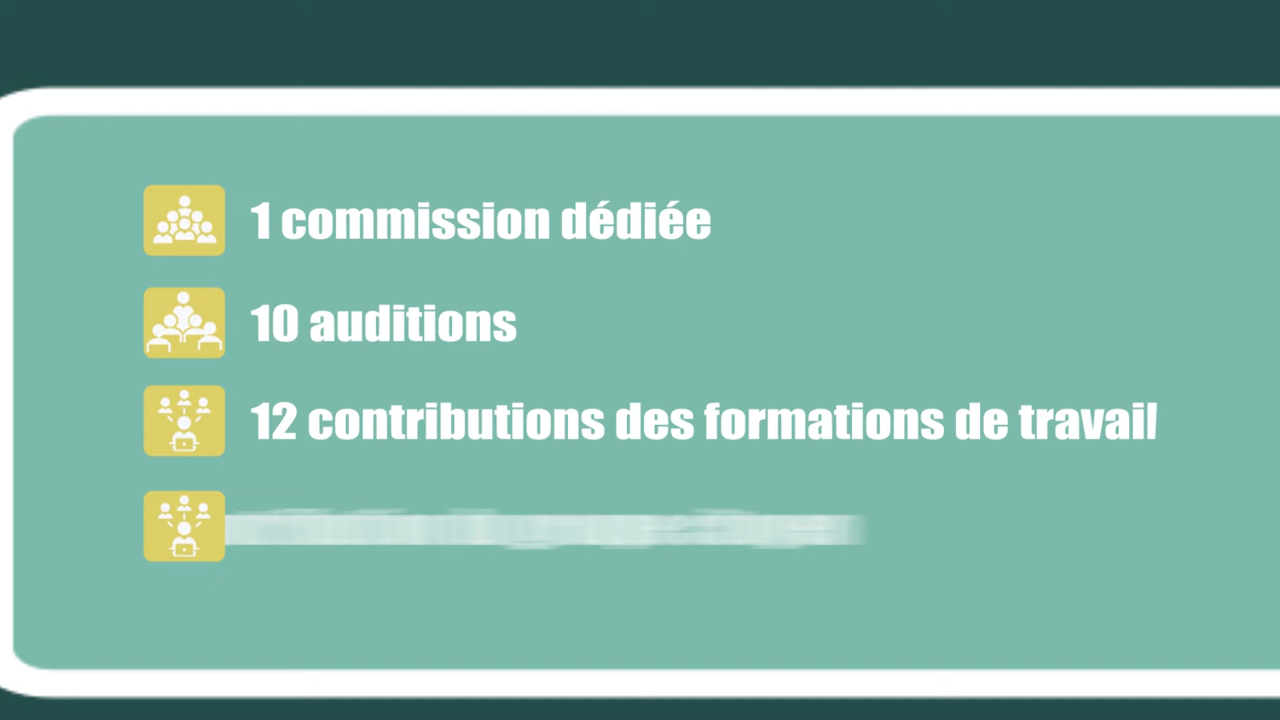 1 commission dédiée
10 auditions
12 contributions des formations de travail